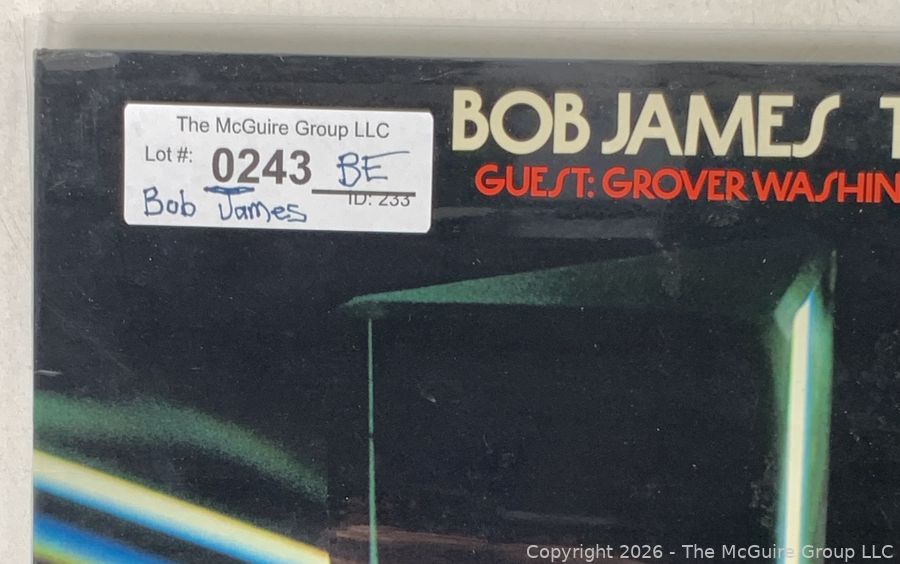 The McGuire Group LLC
Lot #: 0243 BE
ID: 233
Bob James
BOB JAMES T
GUEST: GROVER WASHIN
Copyright 2026 - The McGuire Group LLC